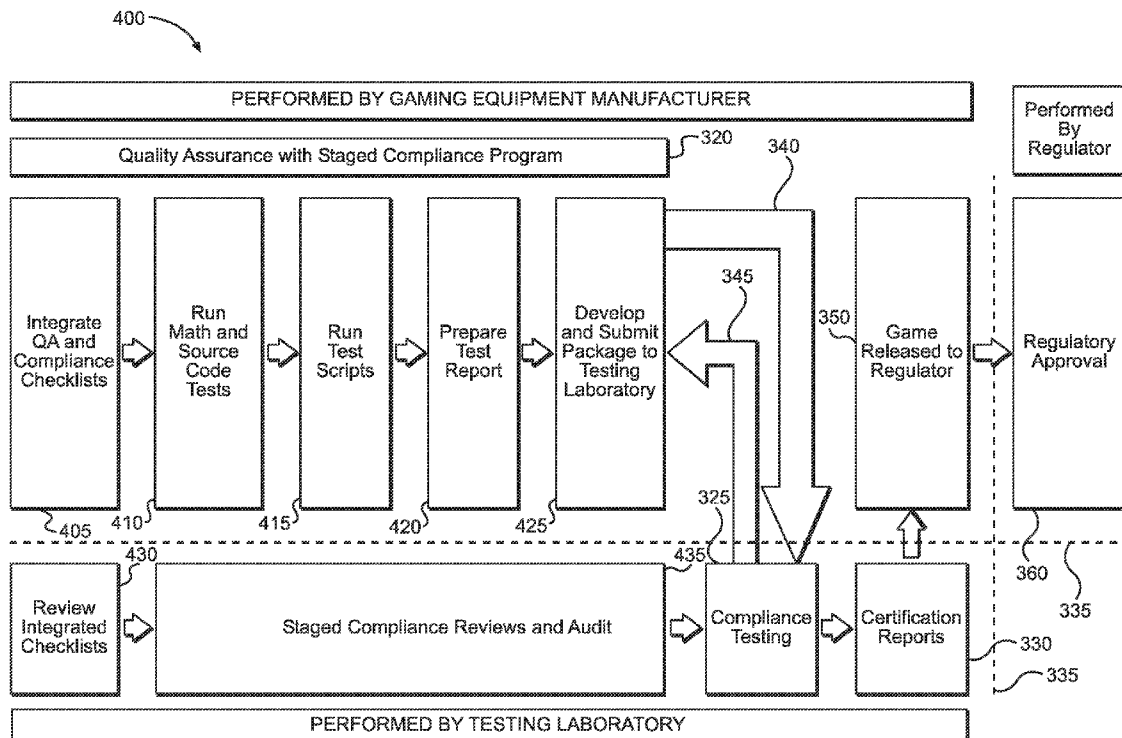 400
PERFORMED BY GAMING EQUIPMENT MANUFACTURER
Performed
By
Regulator
Quality Assurance with Staged Compliance Program
320
340
345
Integrate
QA and
Compliance
Checklists
Run
Math and
Source
Code
Tests
Run
Test
Scripts
Prepare
Test
Report
Develop
and Submit
Package to
Testing
Laboratory
350
Game
Released to
Regulator
Regulatory
Approval
405
410
415
420
425
325
360
335
430
435
Review
Integrated
Checklists
Staged Compliance Reviews and Audit
Compliance
Testing
Certification
Reports
330
335
PERFORMED BY TESTING LABORATORY